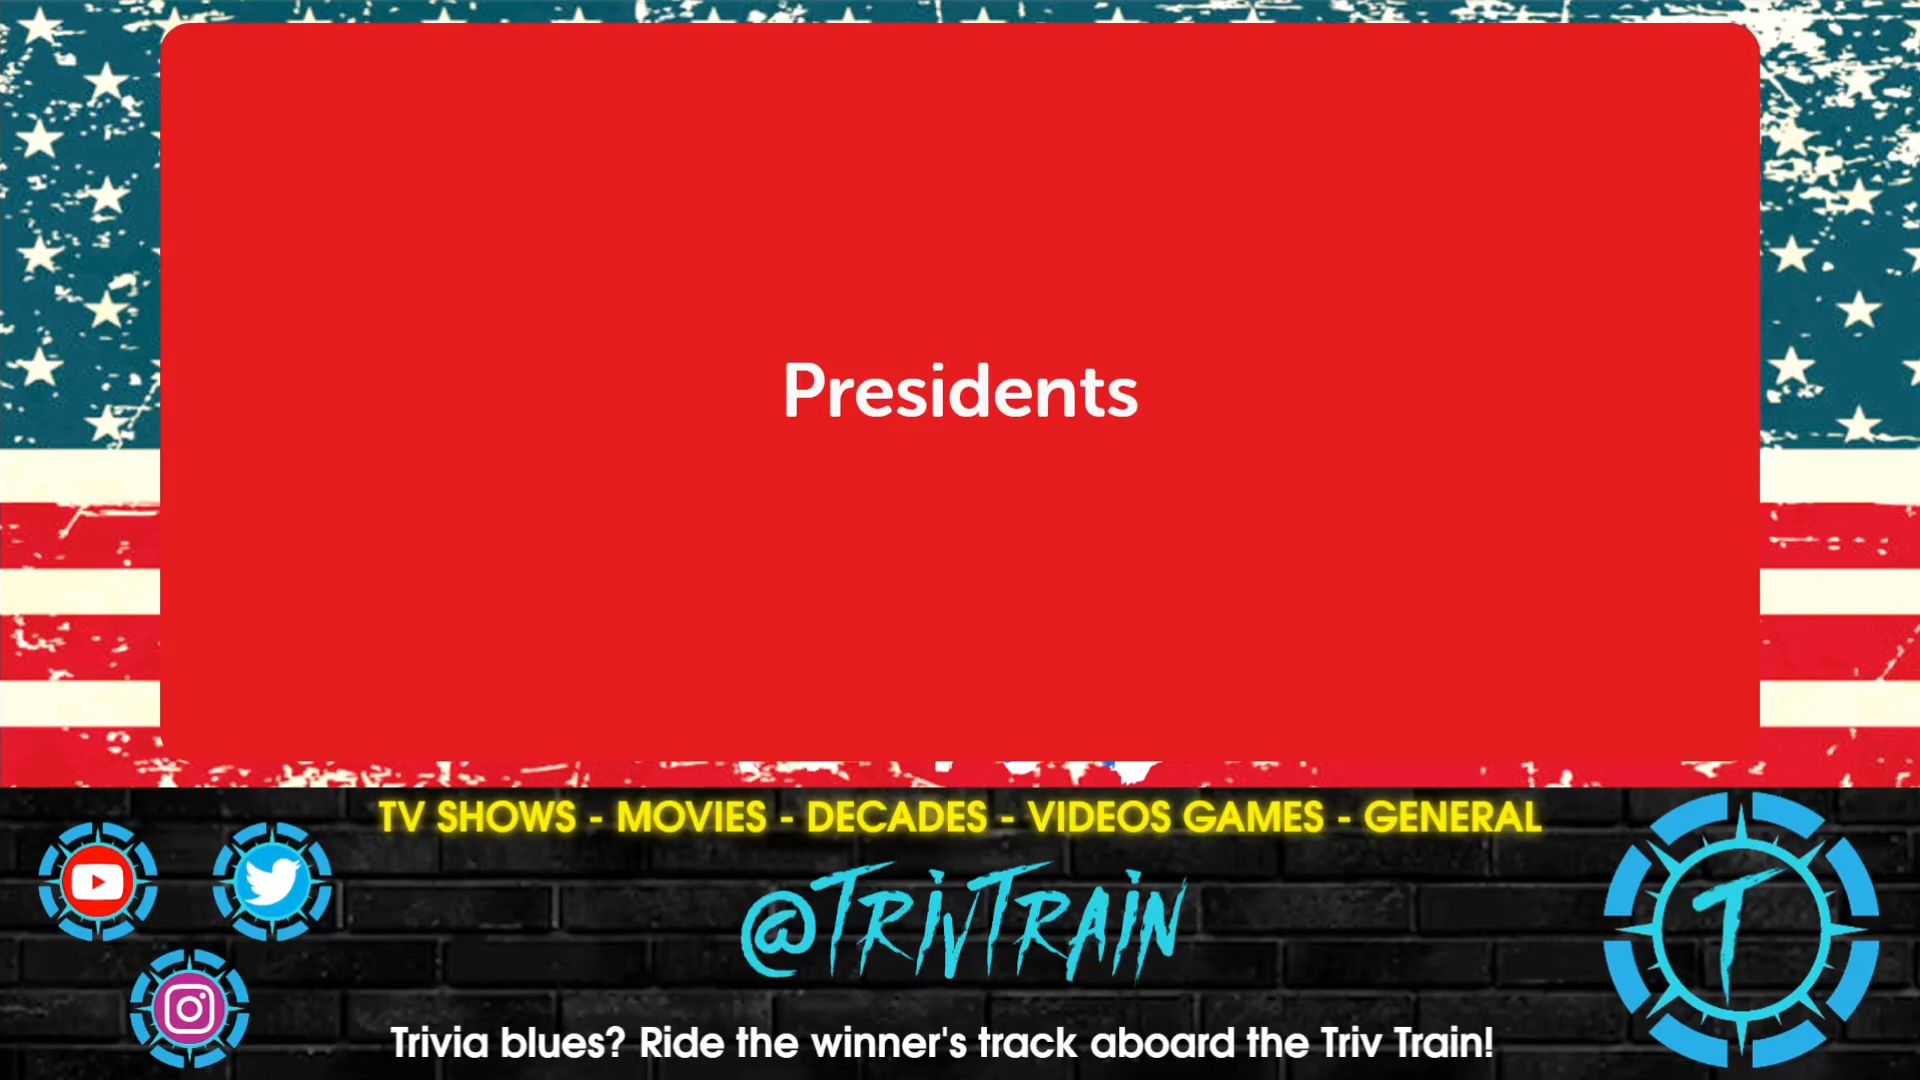 Presidents
TV SHOWS - MOVIES - DECADES - VIDEOS GAMES - GENERAL
@TRIVTRAIN
T
Trivia blues? Ride the winner's track aboard the Triv Train!